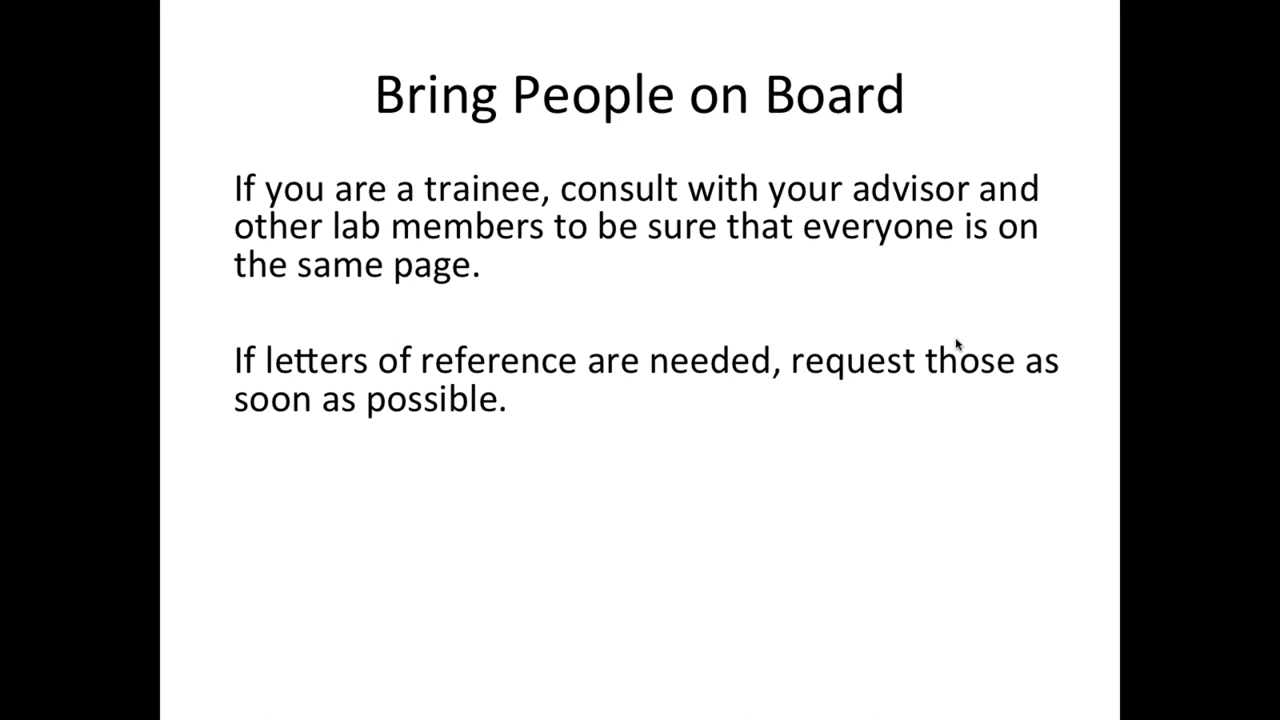 Bring People on Board
If you are a trainee, consult with your advisor and
other lab members to be sure that everyone is on
the same page.
If letters of reference are needed, request those as
soon as possible.